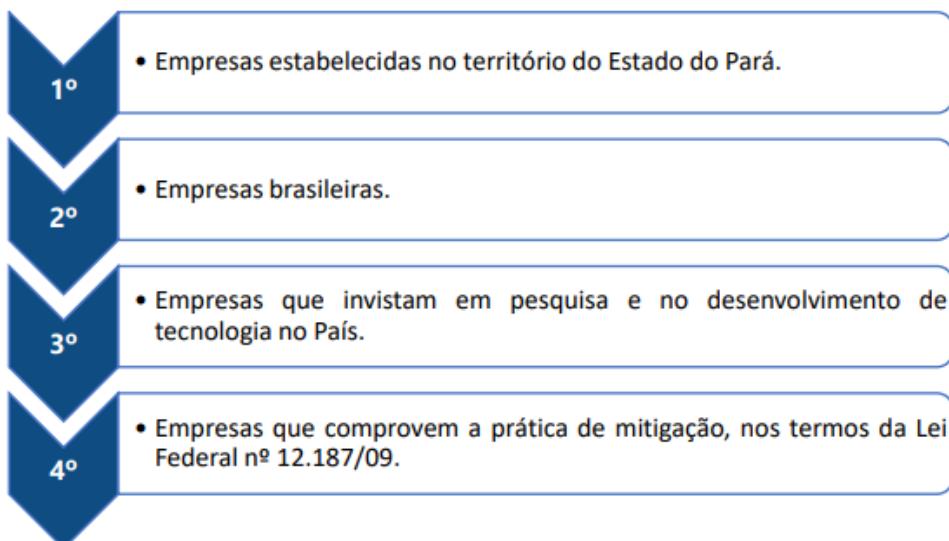 1º
• Empresas estabelecidas no território do Estado do Pará.
2º
• Empresas brasileiras.
3º
• Empresas que invistam em pesquisa e no desenvolvimento de
tecnologia no País.
4º
• Empresas que comprovem a prática de mitigação, nos termos da Lei
Federal nº 12.187/09.